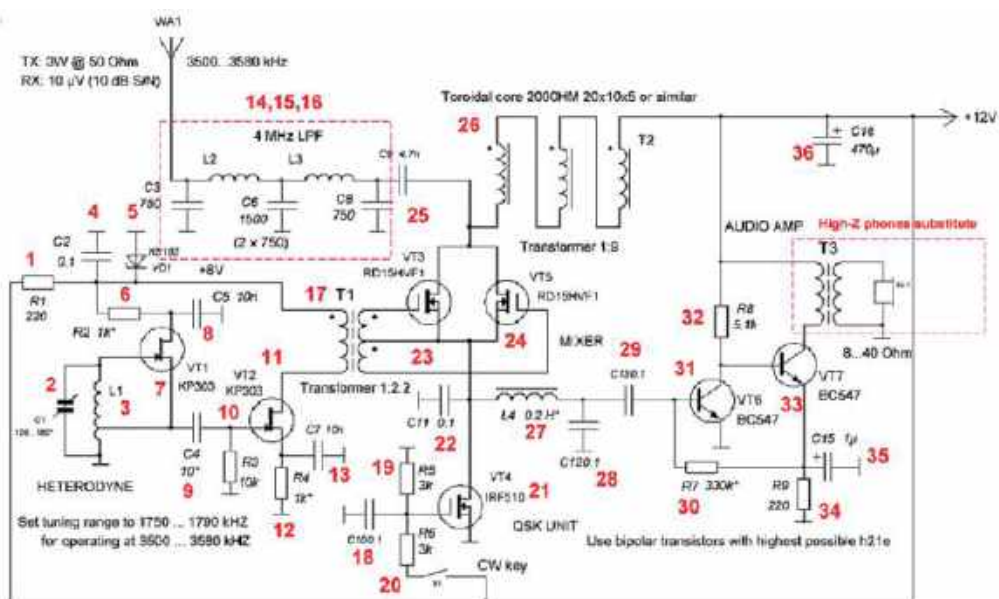 WA1
TX: 3W @ 50 Ohm
RX: 10 µV (10 dB S/N)
3500...3580 kHz
14,15,16
4 MHz LPF
L2
L3
C3
750
C6
1500
(2 x 750)
C8
750
C9 4.7n
25
Toroidal core 2000HM 20x10x5 or similar
26
T2
Transformer 1:9
+12V
36
C16
470µ
AUDIO AMP
High-Z phones substitute
T3
8...40 Ohm
4
5
C2
0.1
VD1
+8V
1
R1
220
6
R2 1k*
C5 10n
8
VT1
KP303
7
2
C1
L1
3
HETERODYNE
C4
10*
9
10
R3
10k
11
VT2
KP303
C7 10n
13
R4
1k*
12
17
T1
Transformer 1:2:2
VT3
RD15HVF1
VT5
RD15HVF1
23
24
MIXER
C11 0.1
22
L4 0.2 H*
27
C12 0.1
28
29
C13 0.1
19
R5
3k
VT4
IRF510
21
QSK UNIT
C10 0.1
18
R6
3k
20
CW key
32
R8
5.1k
31
VT6
BC547
VT7
BC547
33
R7 330k*
30
C15 1µ
35
R9
220
34
Set tuning range to 1750 ... 1790 kHZ
for operating at 3500 ... 3580 kHZ
Use bipolar transistors with highest possible h21e